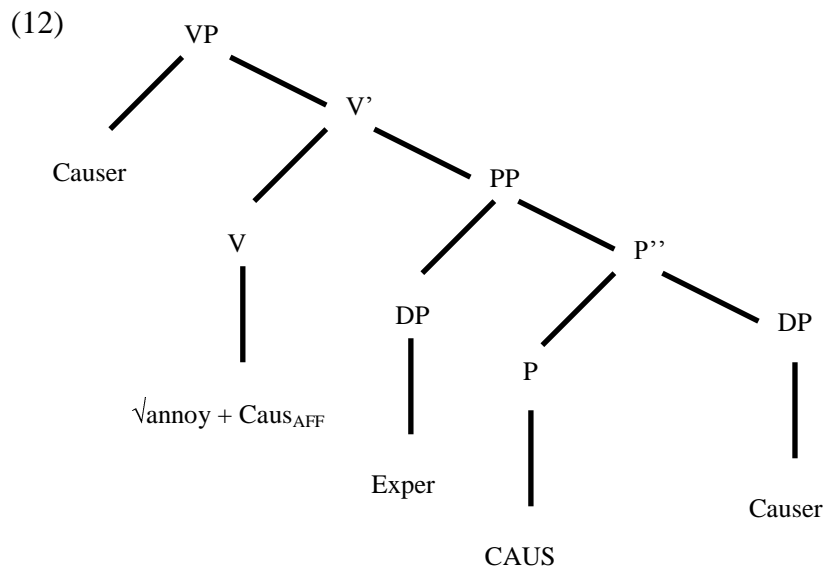 (12)
VP
V’
Causer
PP
V
P’’
DP
DP
P
√annoy + Caus_AFF
Exper
Causer
CAUS